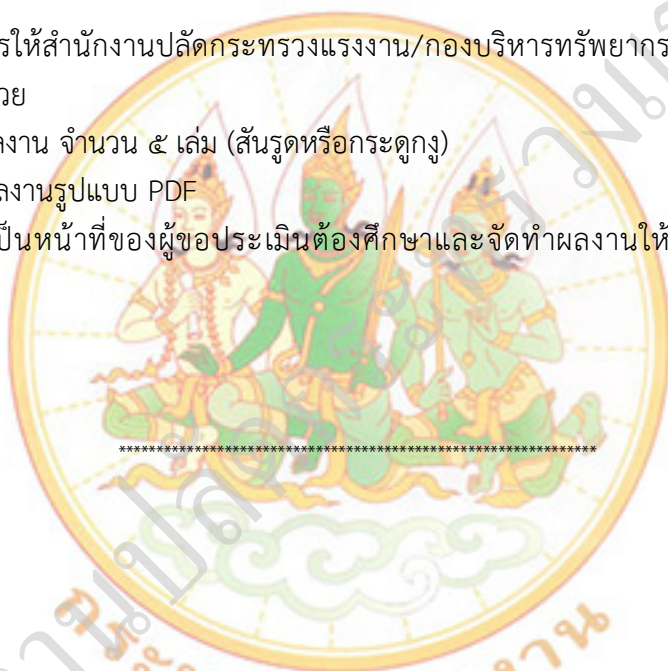 รให้สำนักงานปลัดกระทรวงแรงงาน/กองบริหารทรัพยากร
วย
ลงาน จำนวน ๕ เล่ม (สันรูดหรือกระดูกงู)
ลงานรูปแบบ PDF
เป็นหน้าที่ของผู้ขอประเมินต้องศึกษาและจัดทำผลงานให้